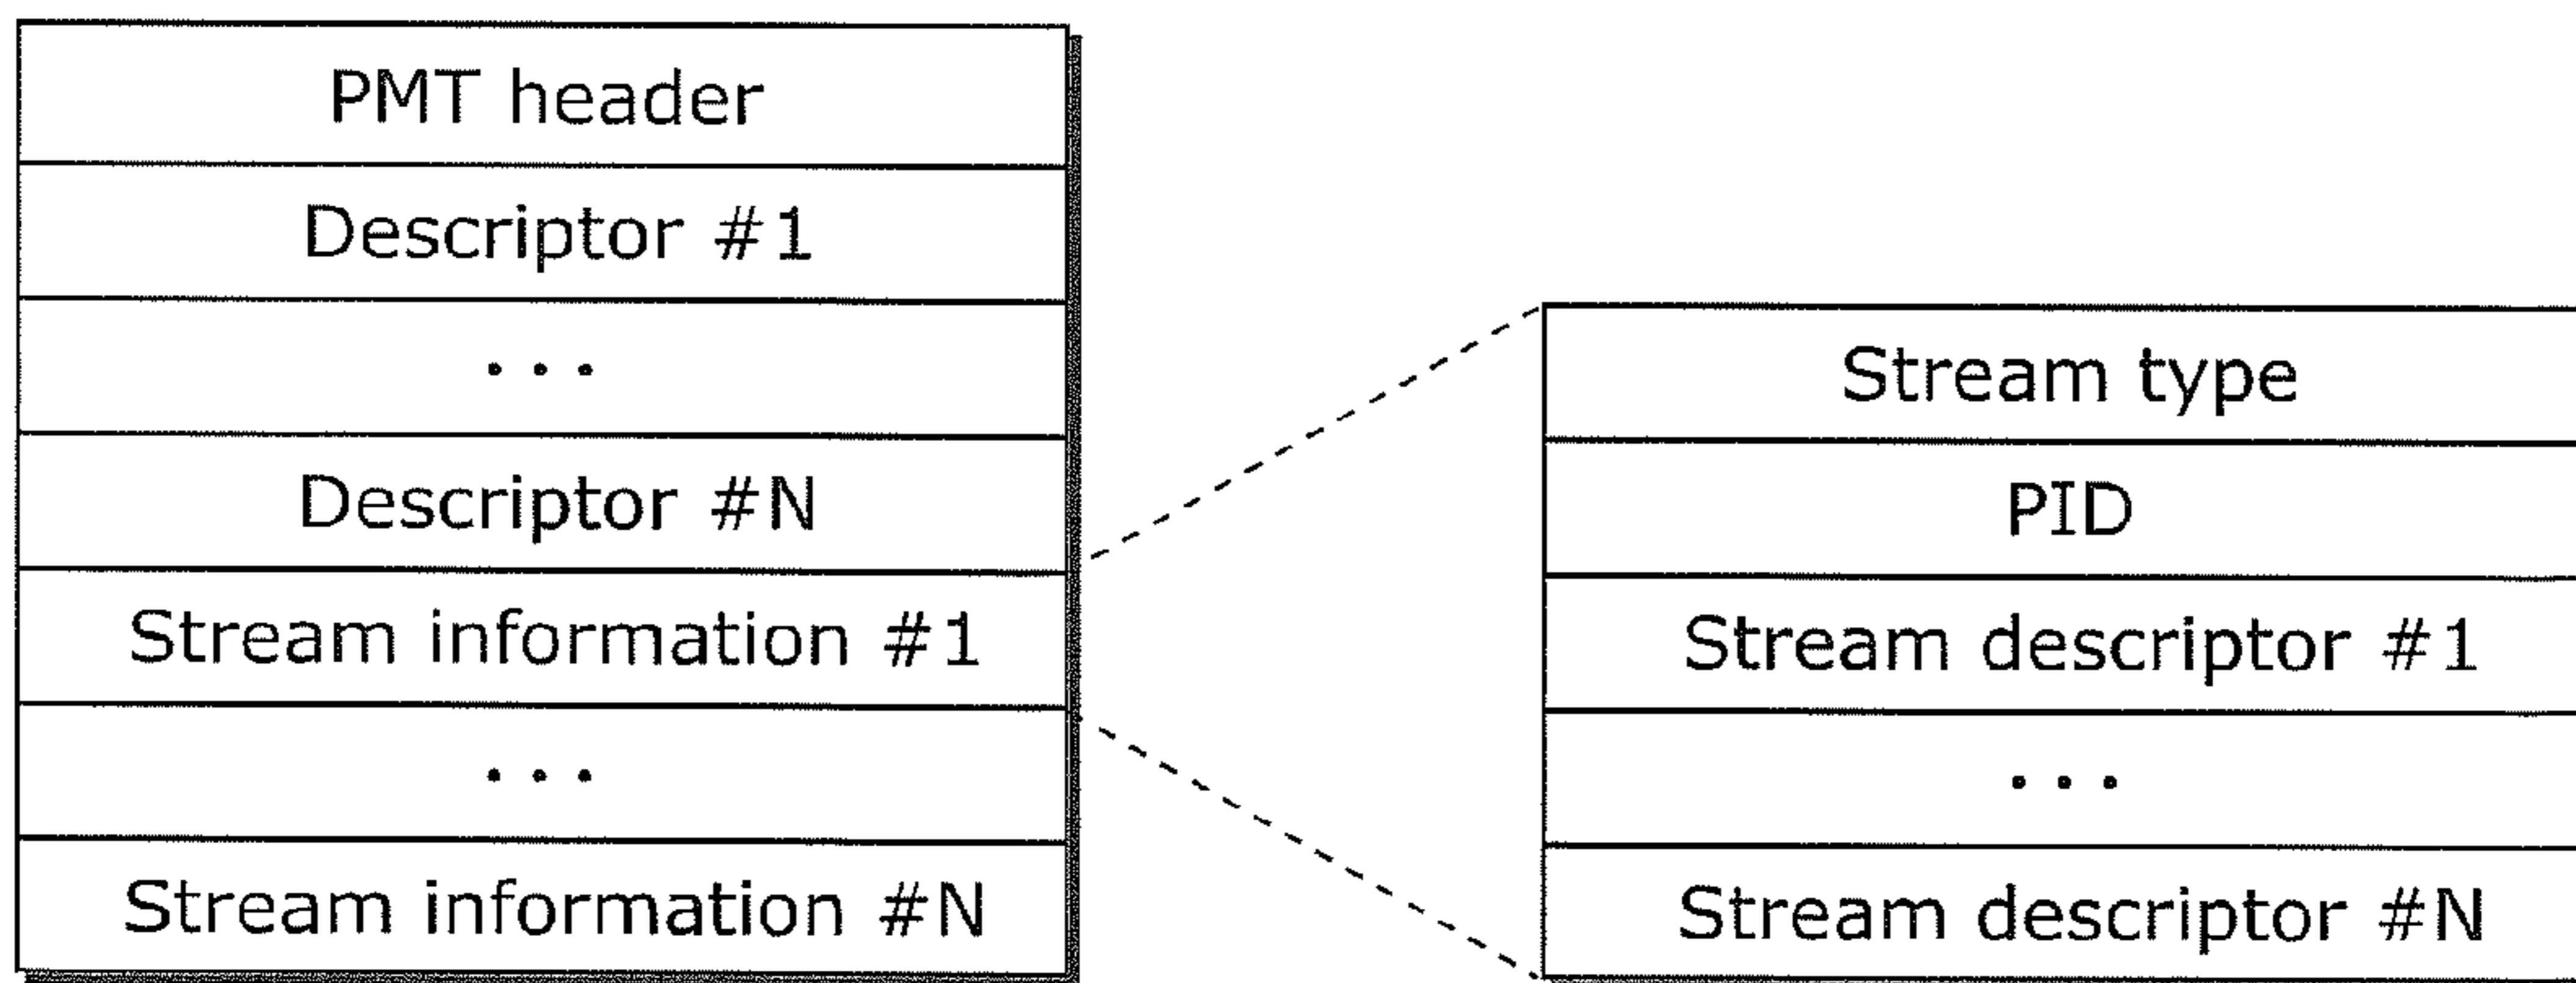 PMT header
Descriptor #1
...
Descriptor #N
Stream information #1
...
Stream information #N
Stream type
PID
Stream descriptor #1
...
Stream descriptor #N